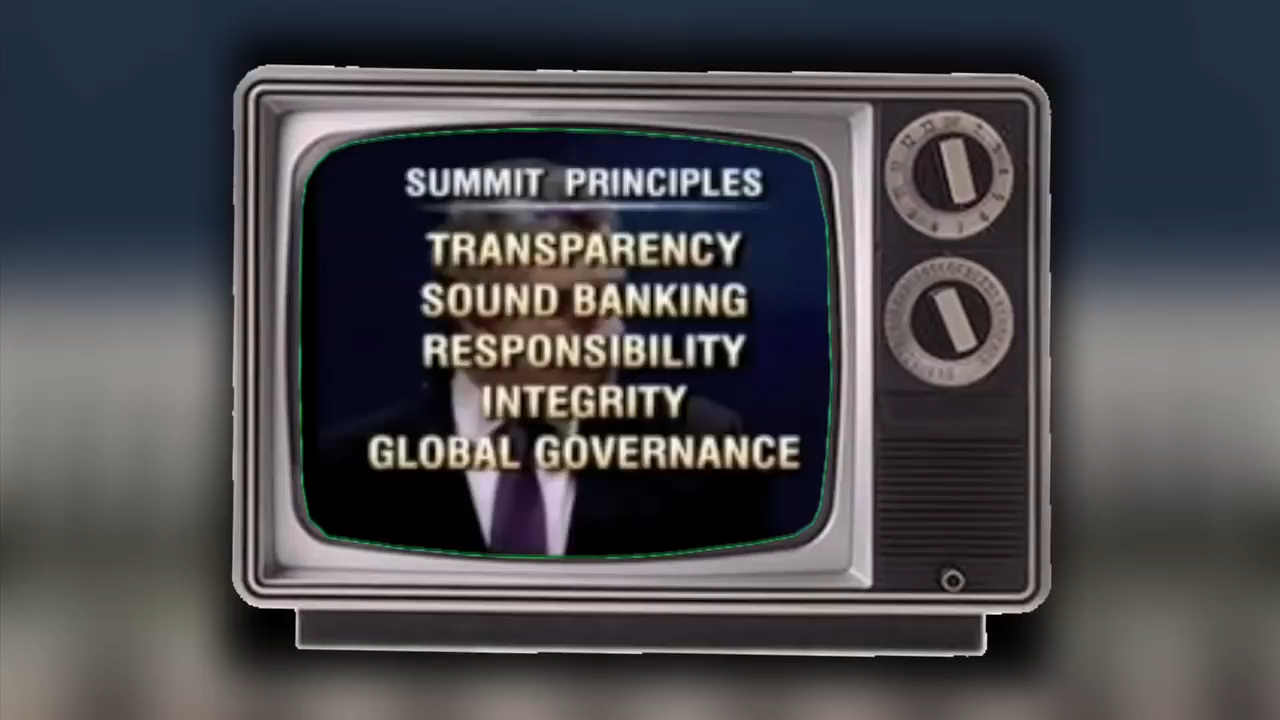 SUMMIT PRINCIPLES
TRANSPARENCY
SOUND BANKING
RESPONSIBILITY
INTEGRITY
GLOBAL GOVERNANCE